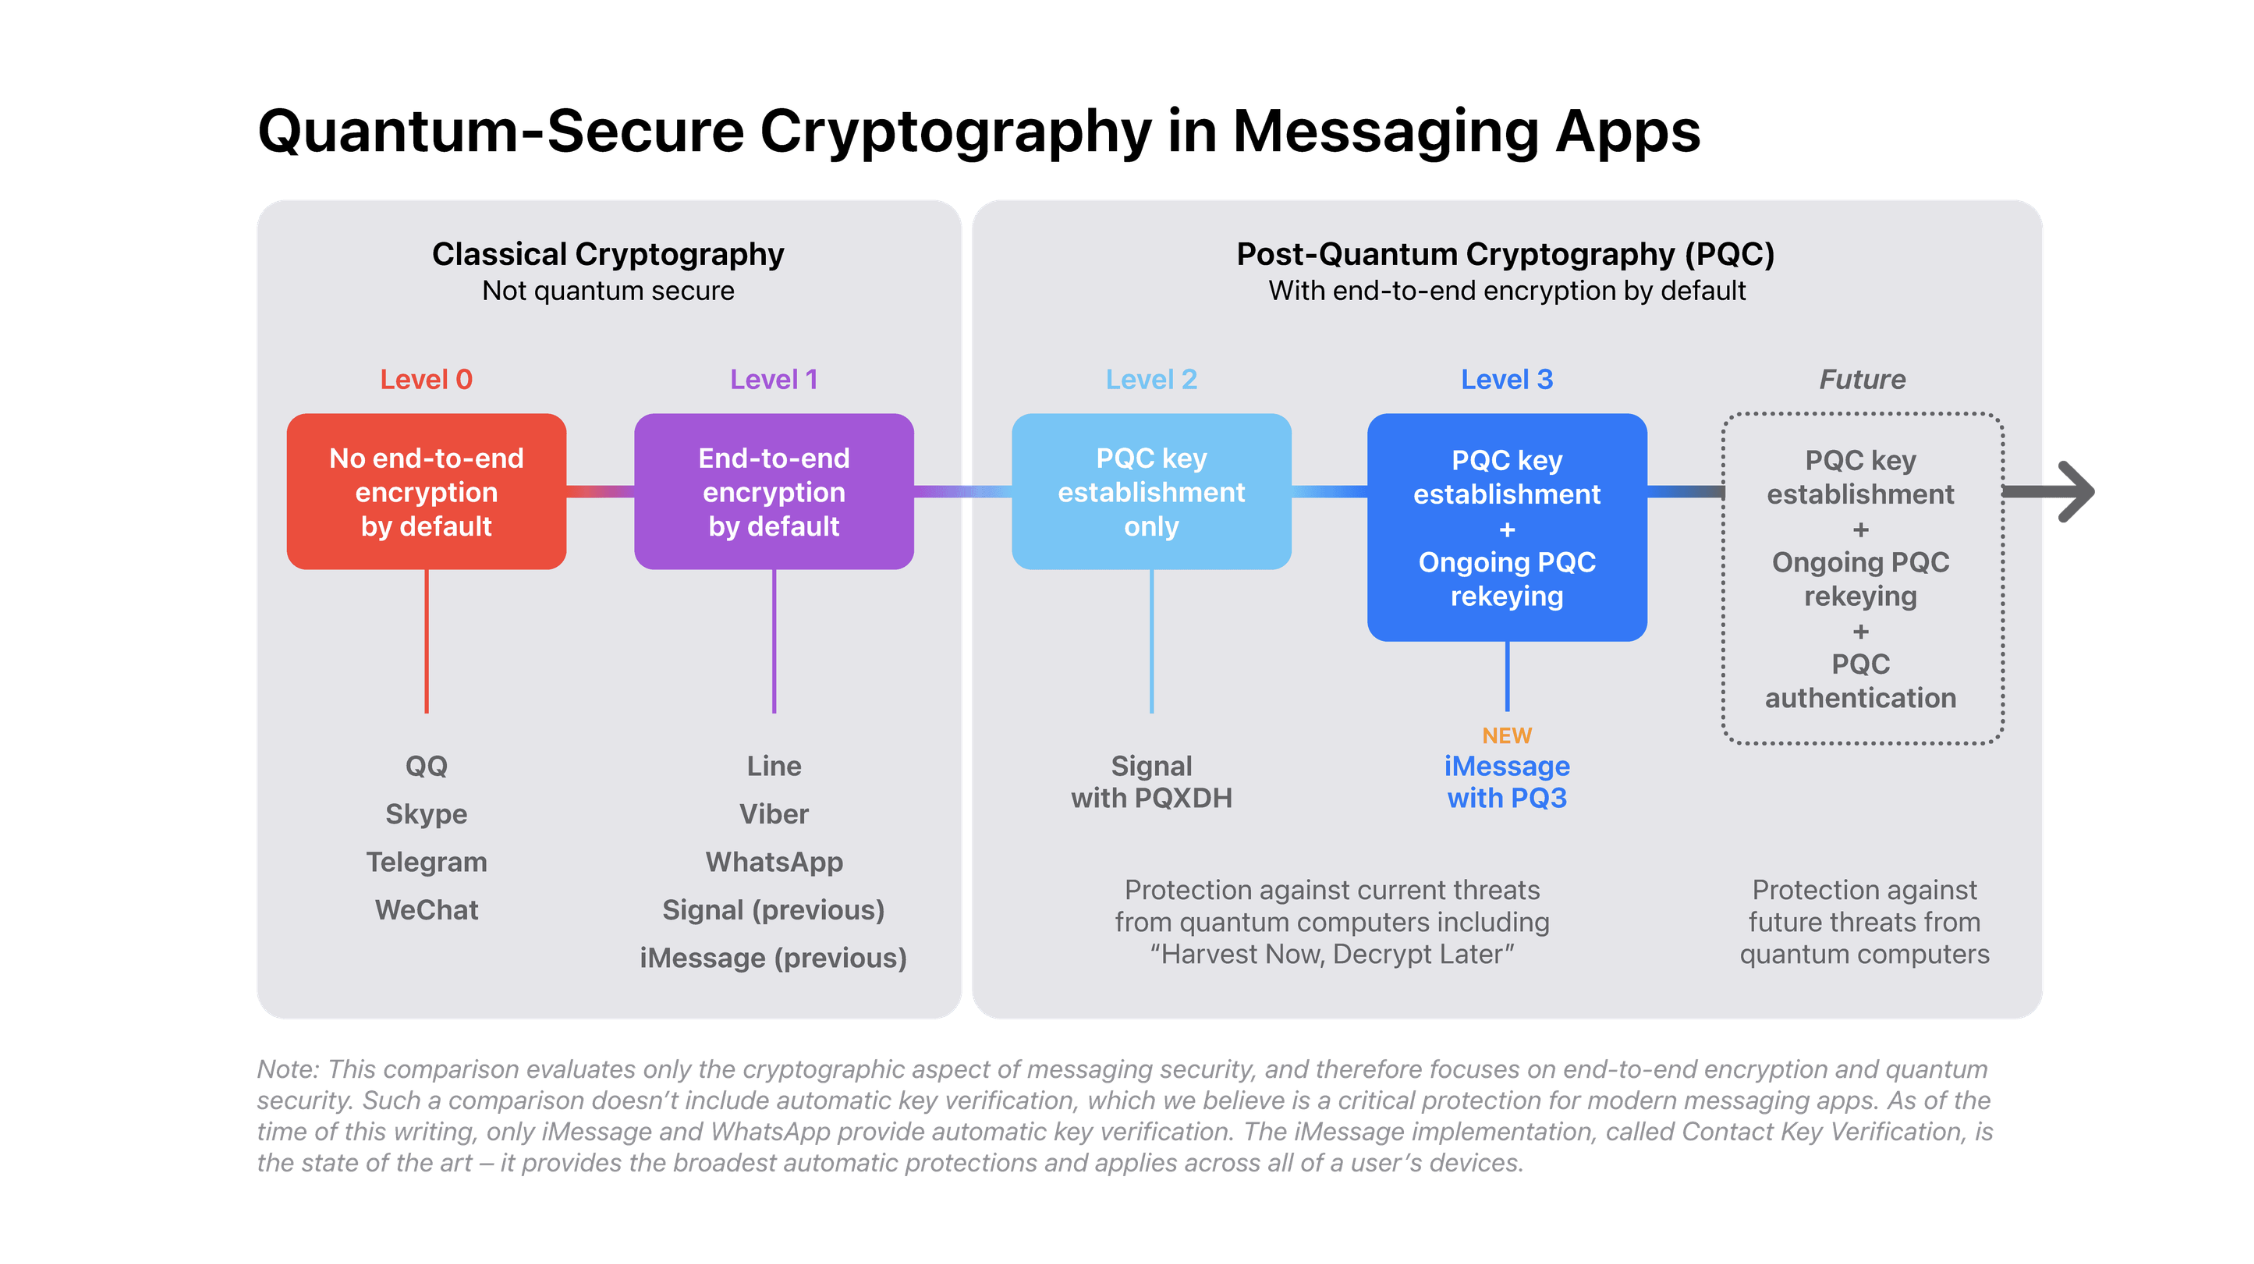 Quantum-Secure Cryptography in Messaging Apps
Classical Cryptography
Not quantum secure
Level 0
No end-to-end
encryption
by default
QQ
Skype
Telegram
WeChat
Level 1
End-to-end
encryption
by default
Line
Viber
WhatsApp
Signal (previous)
iMessage (previous)
Post-Quantum Cryptography (PQC)
With end-to-end encryption by default
Level 2
PQC key
establishment
only
Signal
with PQXDH
Level 3
PQC key
establishment
+
Ongoing PQC
rekeying
NEW
iMessage
with PQ3
Protection against current threats
from quantum computers including
“Harvest Now, Decrypt Later”
Future
PQC key
establishment
+
Ongoing PQC
rekeying
+
PQC
authentication
Protection against
future threats from
quantum computers
Note: This comparison evaluates only the cryptographic aspect of messaging security, and therefore focuses on end-to-end encryption and quantum
security. Such a comparison doesn’t include automatic key verification, which we believe is a critical protection for modern messaging apps. As of the
time of this writing, only iMessage and WhatsApp provide automatic key verification. The iMessage implementation, called Contact Key Verification, is
the state of the art – it provides the broadest automatic protections and applies across all of a user’s devices.